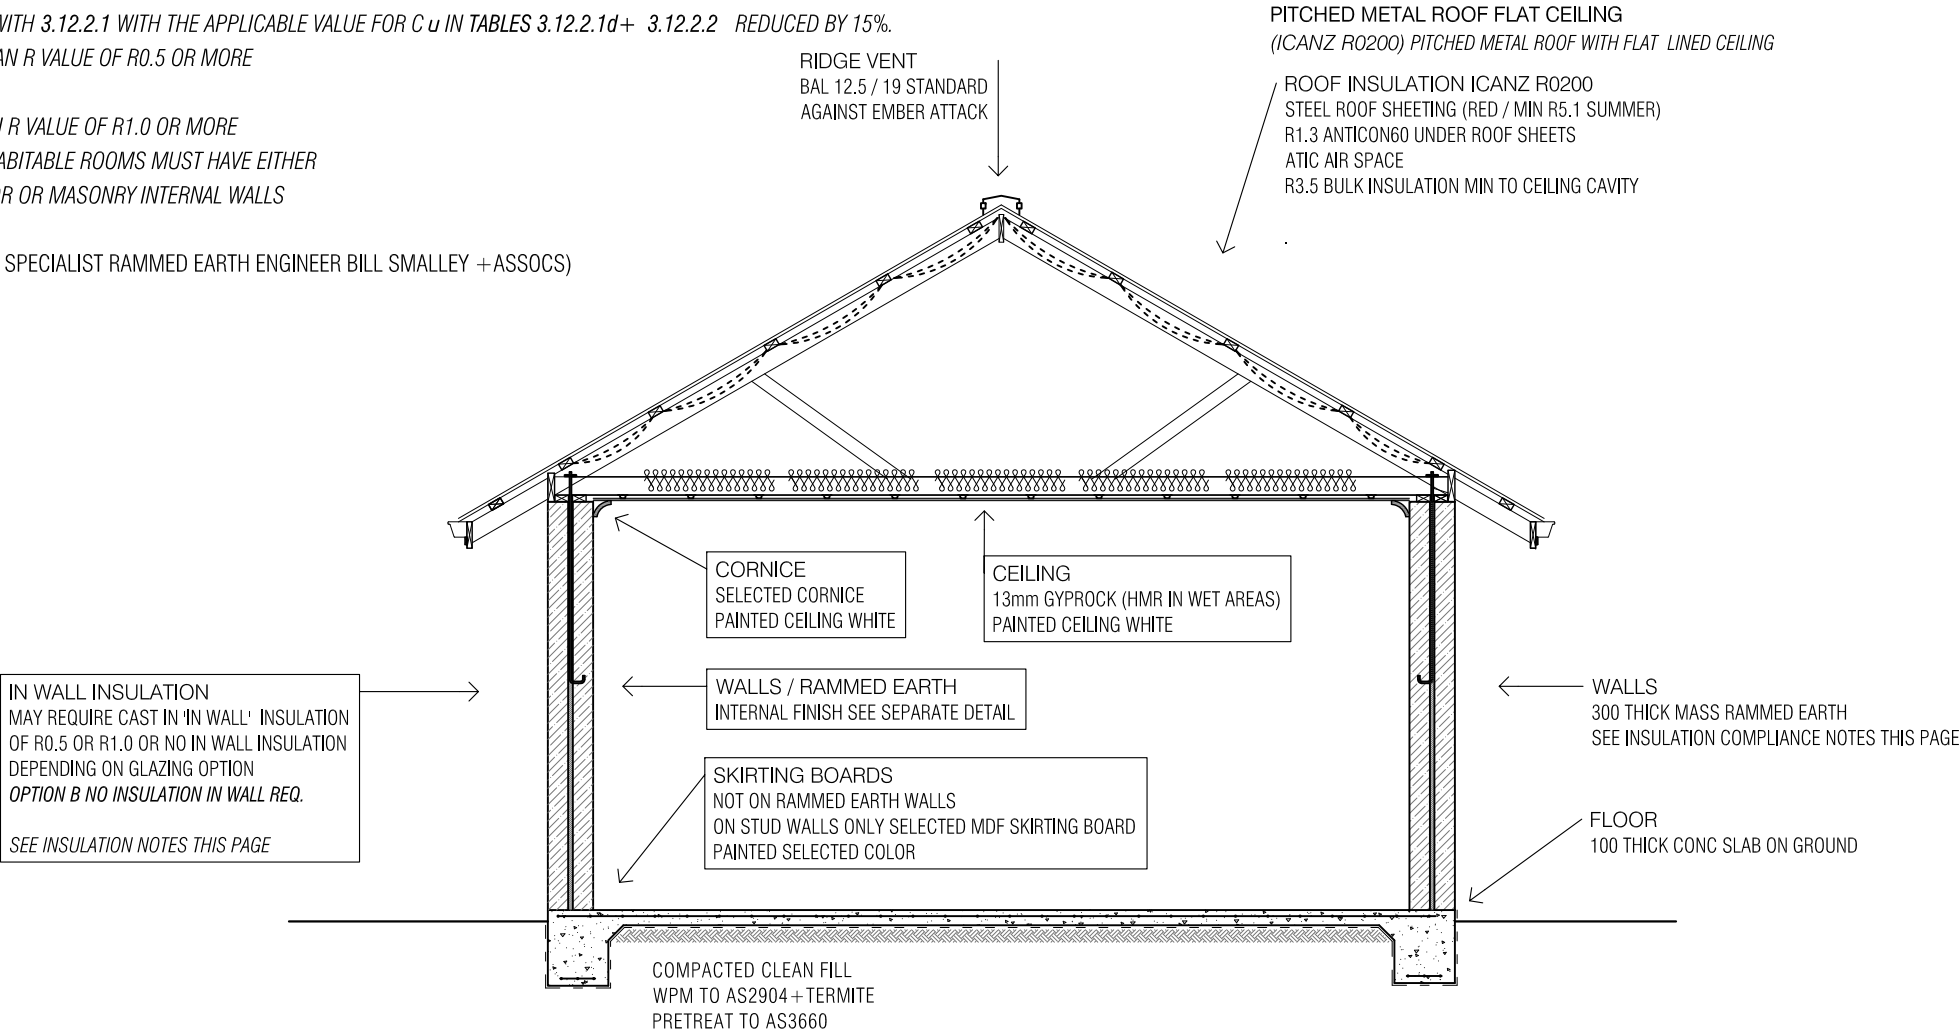 WITH 3.12.2.1 WITH THE APPLICABLE VALUE FOR C u IN TABLES 3.12.2.1d+ 3.12.2.2 REDUCED BY 15%.
AN R VALUE OF R0.5 OR MORE
R VALUE OF R1.0 OR MORE
ABITABLE ROOMS MUST HAVE EITHER
OR MASONRY INTERNAL WALLS
SPECIALIST RAMMED EARTH ENGINEER BILL SMALLEY +ASSOCS)
RIDGE VENT
BAL 12.5 / 19 STANDARD
AGAINST EMBER ATTACK
PITCHED METAL ROOF FLAT CEILING
(ICANZ R0200) PITCHED METAL ROOF WITH FLAT LINED CEILING
ROOF INSULATION ICANZ R0200
STEEL ROOF SHEETING (RED / MIN R5.1 SUMMER)
R1.3 ANTICON60 UNDER ROOF SHEETS
ATIC AIR SPACE
R3.5 BULK INSULATION MIN TO CEILING CAVITY
CORNICE
SELECTED CORNICE
PAINTED CEILING WHITE
CEILING
13mm GYPROCK (HMR IN WET AREAS)
PAINTED CEILING WHITE
IN WALL INSULATION
MAY REQUIRE CAST IN 'IN WALL' INSULATION
OF R0.5 OR R1.0 OR NO IN WALL INSULATION
DEPENDING ON GLAZING OPTION
OPTION B NO INSULATION IN WALL REQ.
SEE INSULATION NOTES THIS PAGE
WALLS / RAMMED EARTH
INTERNAL FINISH SEE SEPARATE DETAIL
WALLS
300 THICK MASS RAMMED EARTH
SEE INSULATION COMPLIANCE NOTES THIS PAGE
SKIRTING BOARDS
NOT ON RAMMED EARTH WALLS
ON STUD WALLS ONLY SELECTED MDF SKIRTING BOARD
PAINTED SELECTED COLOR
FLOOR
100 THICK CONC SLAB ON GROUND
COMPACTED CLEAN FILL
WPM TO AS2904+TERMITE
PRETREAT TO AS3660